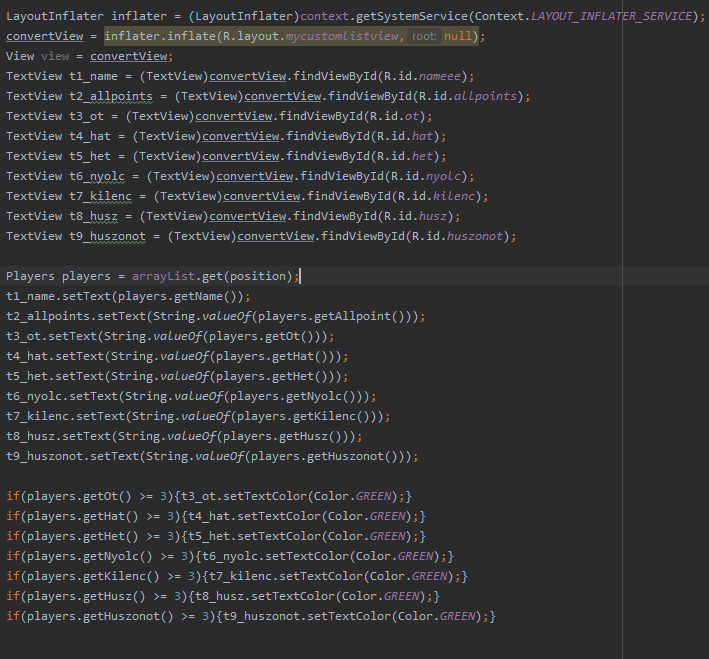 LayoutInflater inflater = (LayoutInflater)context.getSystemService(Context.LAYOUT_INFLATER_SERVICE);
convertView = inflater.inflate(R.layout.mycustomlistview, root: null);
View view = convertView;
TextView t1_name = (TextView)convertView.findViewById(R.id.nameee);
TextView t2_allpoints = (TextView)convertView.findViewById(R.id.allpoints);
TextView t3_ot = (TextView)convertView.findViewById(R.id.ot);
TextView t4_hat = (TextView)convertView.findViewById(R.id.hat);
TextView t5_het = (TextView)convertView.findViewById(R.id.het);
TextView t6_nyolc = (TextView)convertView.findViewById(R.id.nyolc);
TextView t7_kilenc = (TextView)convertView.findViewById(R.id.kilenc);
TextView t8_husz = (TextView)convertView.findViewById(R.id.husz);
TextView t9_huszonot = (TextView)convertView.findViewById(R.id.huszonot);

Players players = arrayList.get(position);
t1_name.setText(players.getName());
t2_allpoints.setText(String.valueOf(players.getAllpoint()));
t3_ot.setText(String.valueOf(players.getOt()));
t4_hat.setText(String.valueOf(players.getHat()));
t5_het.setText(String.valueOf(players.getHet()));
t6_nyolc.setText(String.valueOf(players.getNyolc()));
t7_kilenc.setText(String.valueOf(players.getKilenc()));
t8_husz.setText(String.valueOf(players.getHusz()));
t9_huszonot.setText(String.valueOf(players.getHuszonot()));

if(players.getOt() >= 3){t3_ot.setTextColor(Color.GREEN);}
if(players.getHat() >= 3){t4_hat.setTextColor(Color.GREEN);}
if(players.getHet() >= 3){t5_het.setTextColor(Color.GREEN);}
if(players.getNyolc() >= 3){t6_nyolc.setTextColor(Color.GREEN);}
if(players.getKilenc() >= 3){t7_kilenc.setTextColor(Color.GREEN);}
if(players.getHusz() >= 3){t8_husz.setTextColor(Color.GREEN);}
if(players.getHuszonot() >= 3){t9_huszonot.setTextColor(Color.GREEN);}